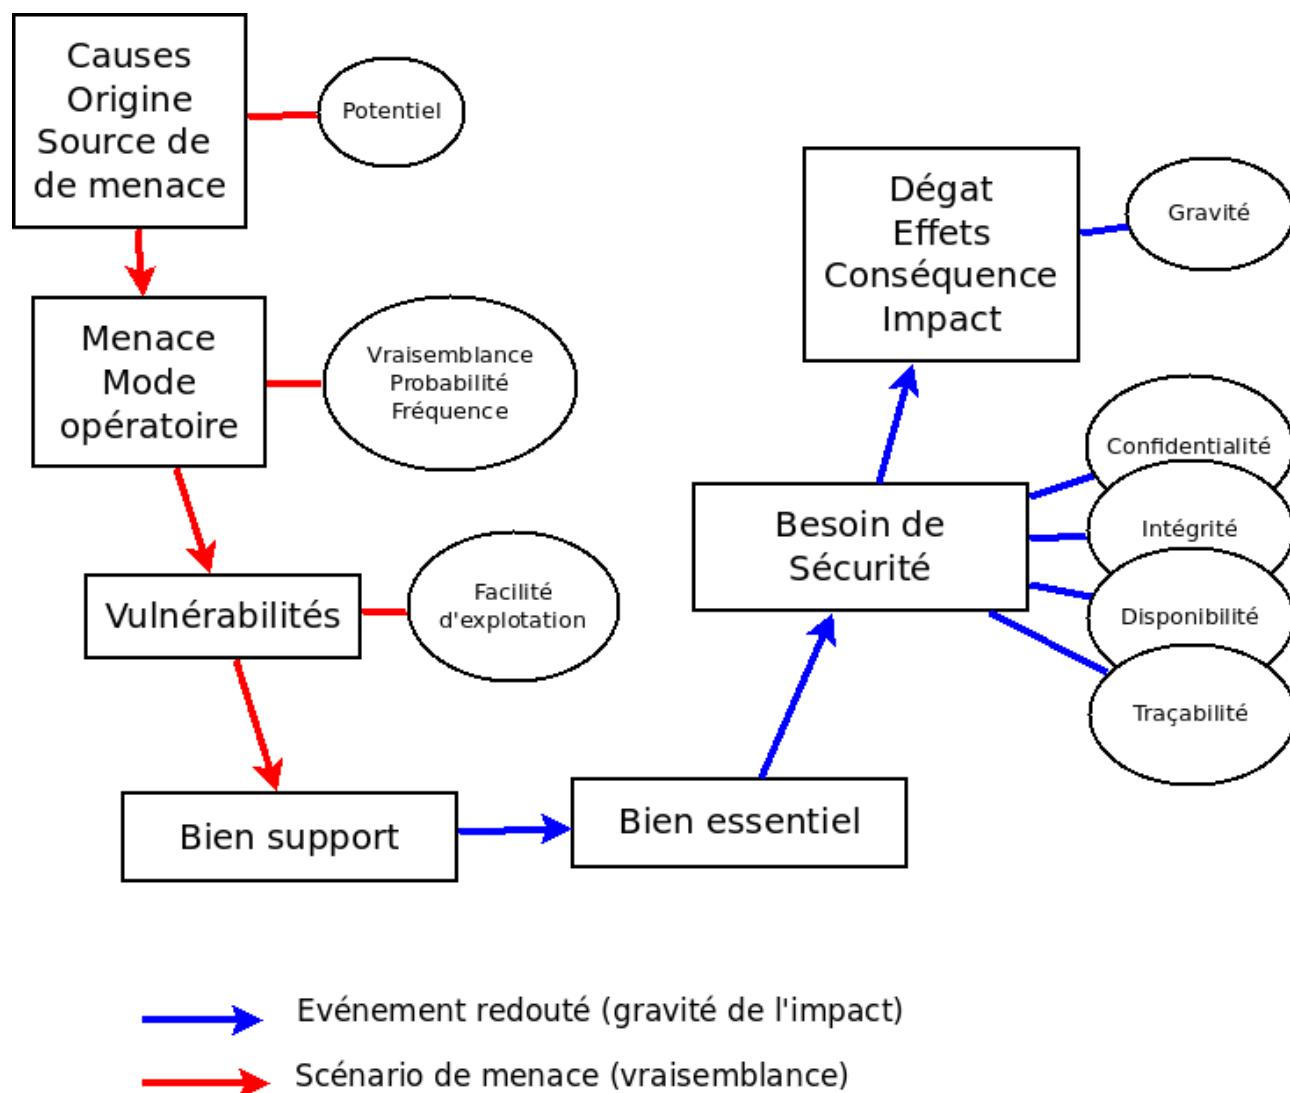 Causes
Origine
Source de
de menace
Potentiel
Menace
Mode
opératoire
Vraisemblance
Probabilité
Fréquence
Vulnérabilités
Facilité
d'explotation
Bien support
Bien essentiel
Besoin de
Sécurité
Confidentialité
Intégrité
Disponibilité
Traçabilité
Dégat
Effets
Conséquence
Impact
Gravité
Evénement redouté (gravité de l'impact)
Scénario de menace (vraisemblance)